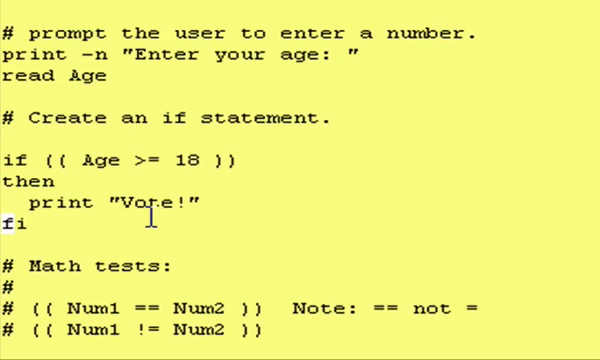 # prompt the user to enter a number.
print -n "Enter your age: "
read Age
# Create an if statement.
if (( Age >= 18 ))
then
print "Vote!"
fi
# Math tests:
#
# (( Num1 == Num2 )) Note: == not =
# (( Num1 != Num2 ))